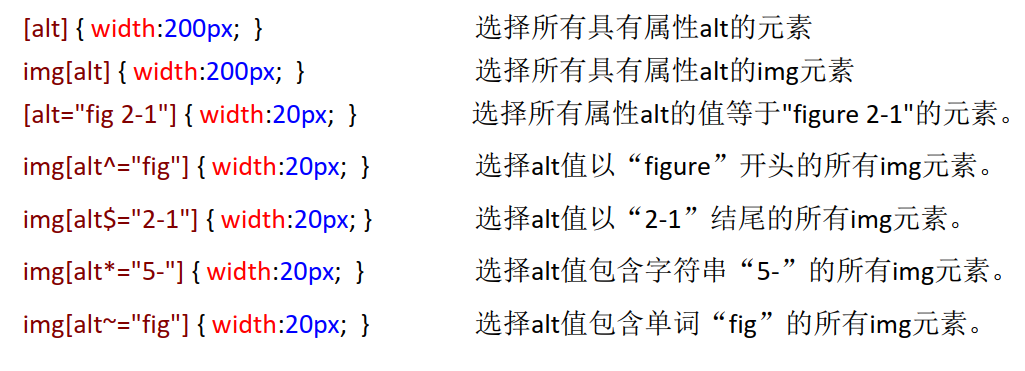 [alt] { width:200px;  } 选择所有具有属性alt的元素
img[alt] { width:200px;  } 选择所有具有属性alt的img元素
[alt="fig 2-1"] { width:20px;  } 选择所有属性alt的值等于"figure 2-1"的元素。
img[alt^="fig"] { width:20px;  } 选择alt值以“figure”开头的所有img元素。
img[alt$="2-1"] { width:20px; } 选择alt值以“2-1”结尾的所有img元素。
img[alt*="5-"] { width:20px;  } 选择alt值包含字符串“5-”的所有img元素。
img[alt~="fig"] { width:20px;  } 选择alt值包含单词“fig”的所有img元素。